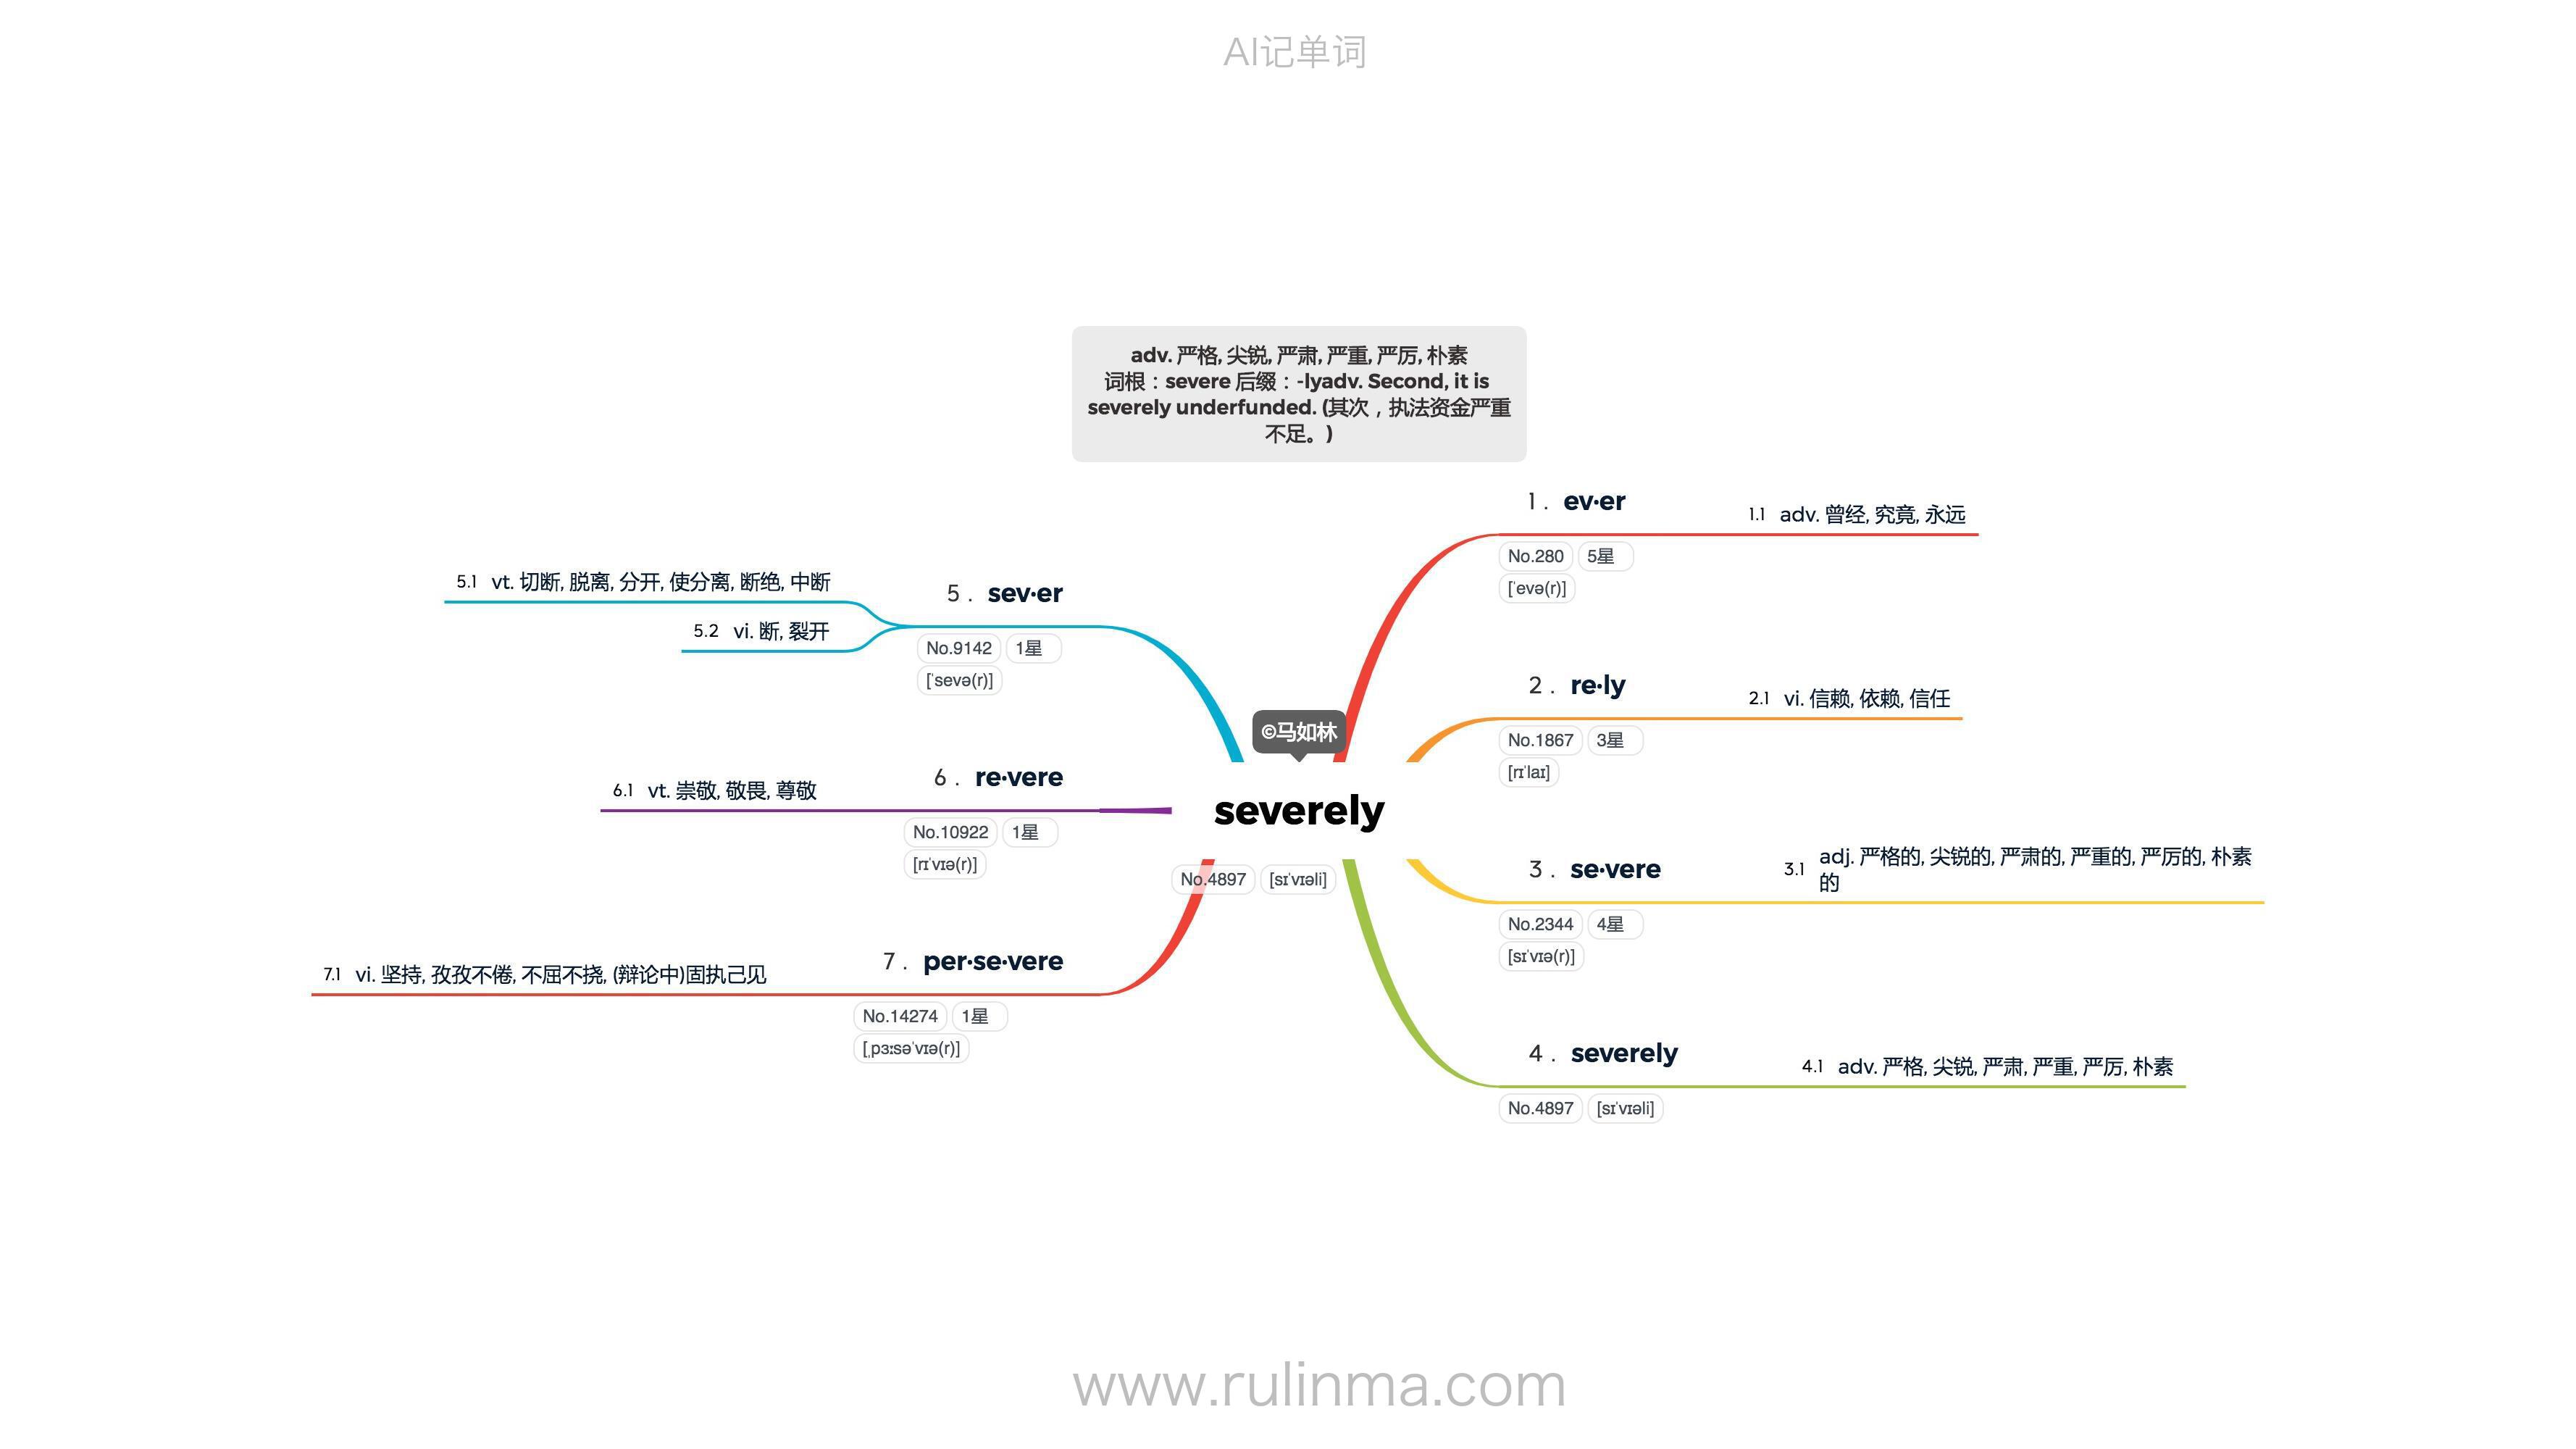 AI记单词
adv. 严格, 尖锐, 严肃, 严重, 严厉, 朴素
词根：severe 后缀：-lyadv. Second, it is
severely underfunded. (其次，执法资金严重
不足。)
©马如林
severely
No.4897 [sɪˈvɪəli]
1 . ev·er
No.280 5星
[ˈevə(r)]
1.1 adv. 曾经, 究竟, 永远
2 . re·ly
No.1867 3星
[rɪˈlaɪ]
2.1 vi. 信赖, 依赖, 信任
3 . se·vere
No.2344 4星
[sɪˈvɪə(r)]
3.1 adj. 严格的, 尖锐的, 严肃的, 严重的, 严厉的, 朴素
的
4 . severely
No.4897 [sɪˈvɪəli]
4.1 adv. 严格, 尖锐, 严肃, 严重, 严厉, 朴素
5 . sev·er
No.9142 1星
[ˈsevə(r)]
5.1 vt. 切断, 脱离, 分开, 使分离, 断绝, 中断
5.2 vi. 断, 裂开
6 . re·vere
No.10922 1星
[rɪˈvɪə(r)]
6.1 vt. 崇敬, 敬畏, 尊敬
7 . per·se·vere
No.14274 1星
[ˌpɜːsəˈvɪə(r)]
7.1 vi. 坚持, 孜孜不倦, 不屈不挠, (辩论中)固执己见
www.rulinma.com